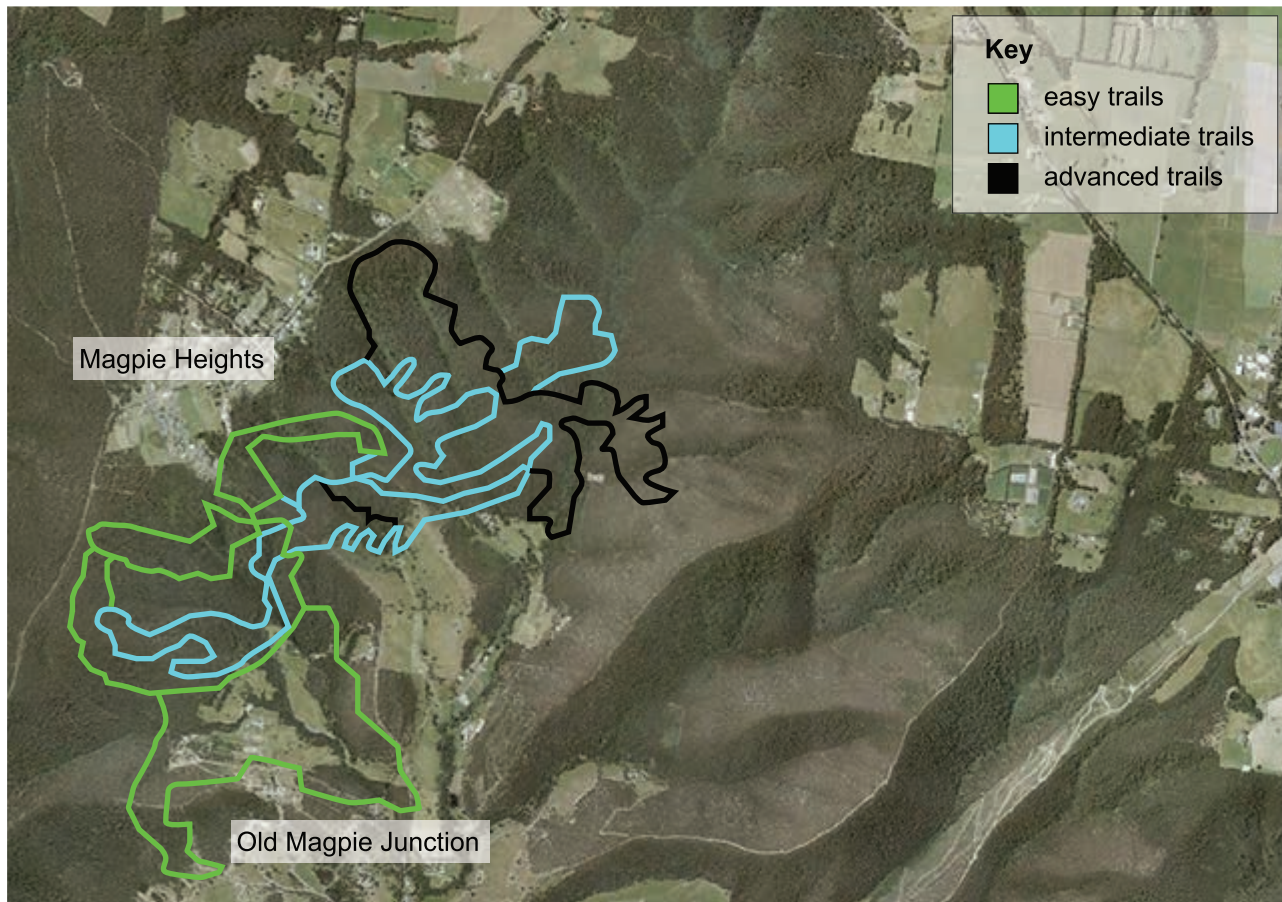 Key
easy trails
intermediate trails
advanced trails
Magpie Heights
Old Magpie Junction